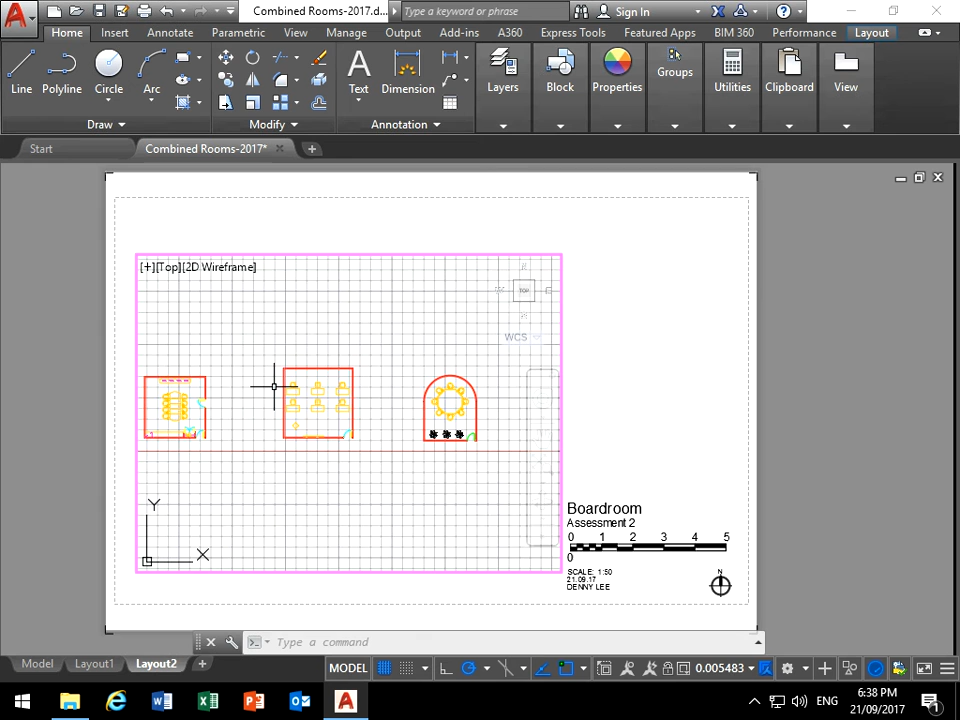 Combined Rooms-2017.d...
Type a keyword or phrase
Sign In
Home Insert Annotate Parametric View Manage Output Add-ins A360 Express Tools Featured Apps BIM 360 Performance Layout
Line Polyline Circle Arc
Text Dimension
Layers Block Properties Groups Utilities Clipboard View
Draw Modify Annotation
Start Combined Rooms-2017*
[+][Top][2D Wireframe]
TOP
WCS
Y
X
Boardroom
Assessment 2
0 1 2 3 4 5
0
SCALE: 1:50
21.09.17
DENNY LEE
N
Type a command
Model Layout1 Layout2
MODEL
0.005483
ENG
6:38 PM
21/09/2017
1